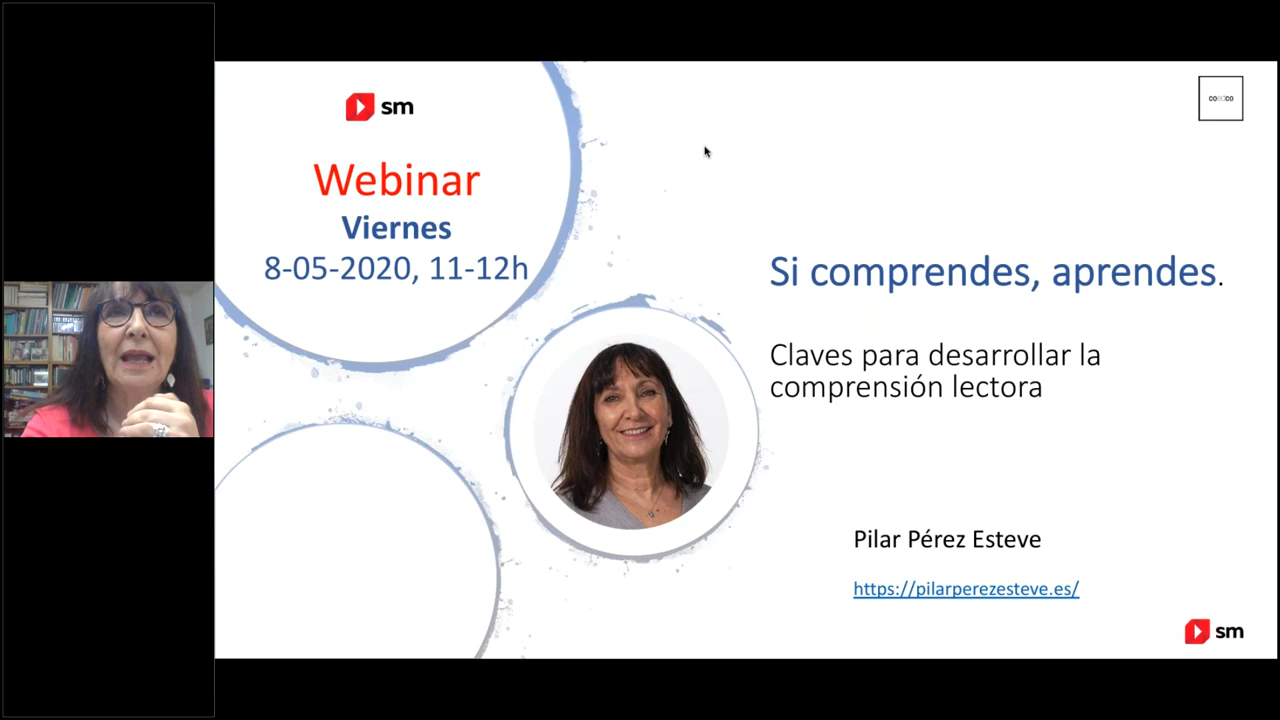 sm
Webinar
Viernes
8-05-2020, 11-12h
coedco
Si comprendes, aprendes.
Claves para desarrollar la
comprensión lectora
Pilar Pérez Esteve
https://pilarperezesteve.es/
sm